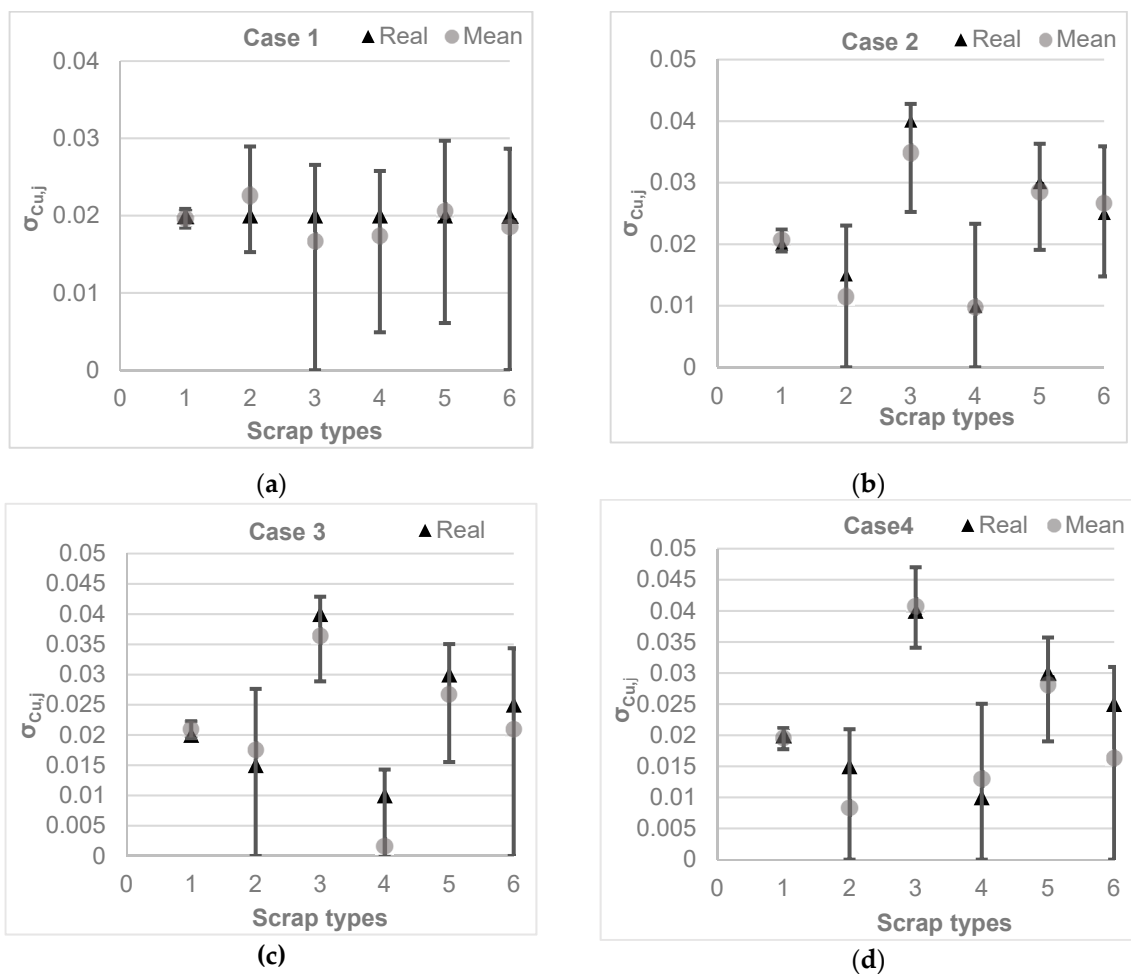 Case 1 ▲ Real ● Mean
0.04
0.03
0.02
0.01
0
σCu,j
0 1 2 3 4 5 6
Scrap types
(a)
Case 2 ▲ Real ● Mean
0.05
0.04
0.03
0.02
0.01
0
σCu,j
0 1 2 3 4 5 6
Scrap types
(b)
Case 3 ▲ Real
0.05
0.045
0.04
0.035
0.03
0.025
0.02
0.015
0.01
0.005
0
σCu,j
0 1 2 3 4 5 6
Scrap types
(c)
Case4 ▲ Real ● Mean
0.05
0.045
0.04
0.035
0.03
0.025
0.02
0.015
0.01
0.005
0
σCu,j
0 1 2 3 4 5 6
Scrap types
(d)